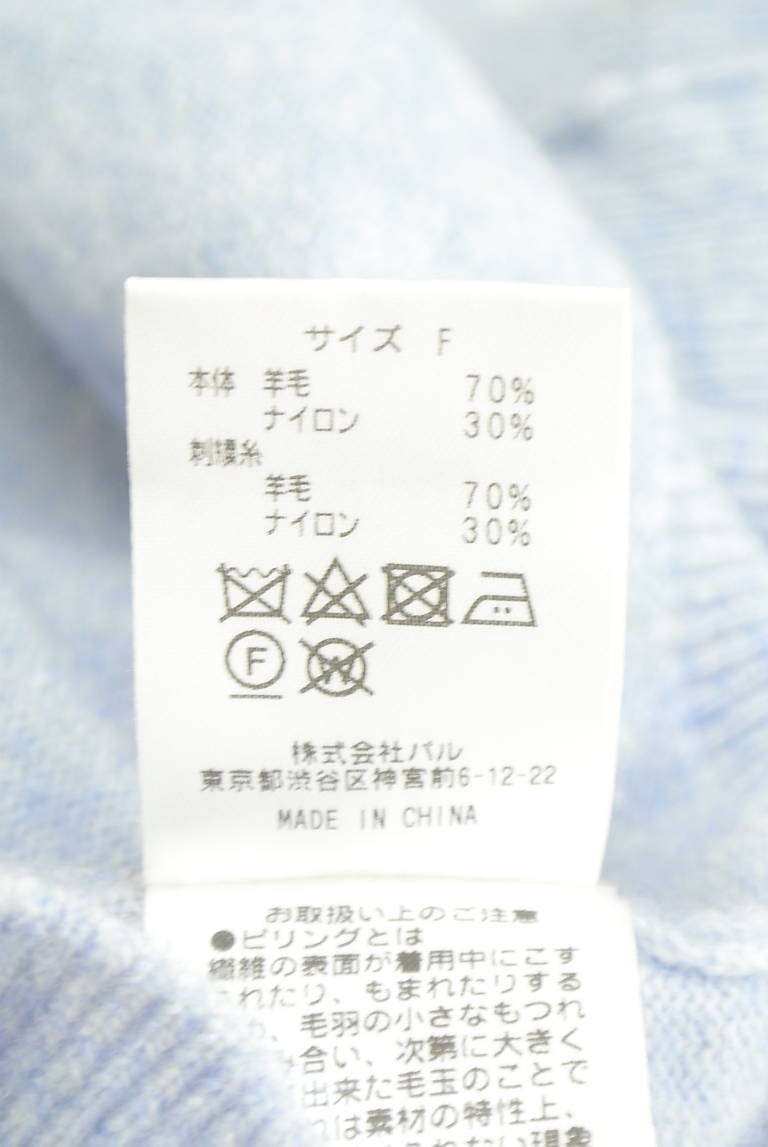 サイズ F
本体 羊毛 70%
ナイロン 30%
刺繍糸
羊毛 70%
ナイロン 30%
F
W
株式会社パル
東京都渋谷区神宮前6-12-22
MADE IN CHINA
お取扱い上のご注意
●ピリングとは
繊維の表面が着用中にこす
れたり、もまれたりする
毛羽の小さなもつれ
合い、次第に大きく
出来た毛玉のことで
は素材の特性上、
ない現象